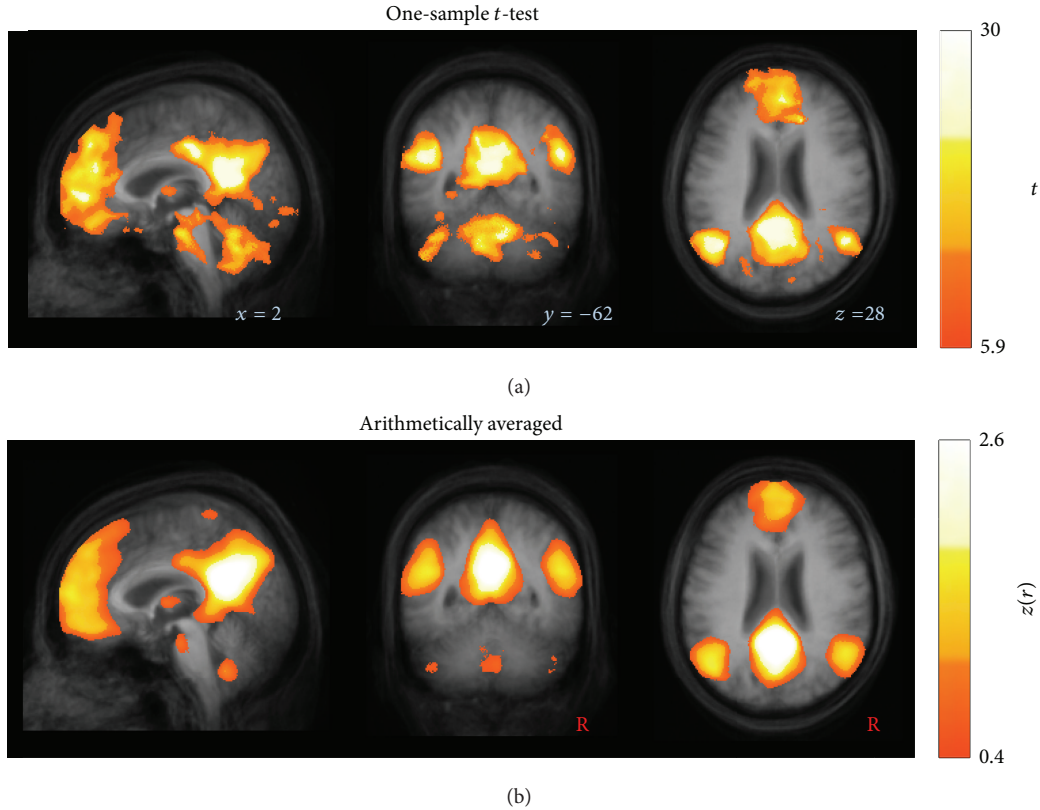 One-sample t-test
30
t
x = 2
y = −62
z =28
5.9
(a)
Arithmetically averaged
2.6
z(r)
R
R
0.4
(b)